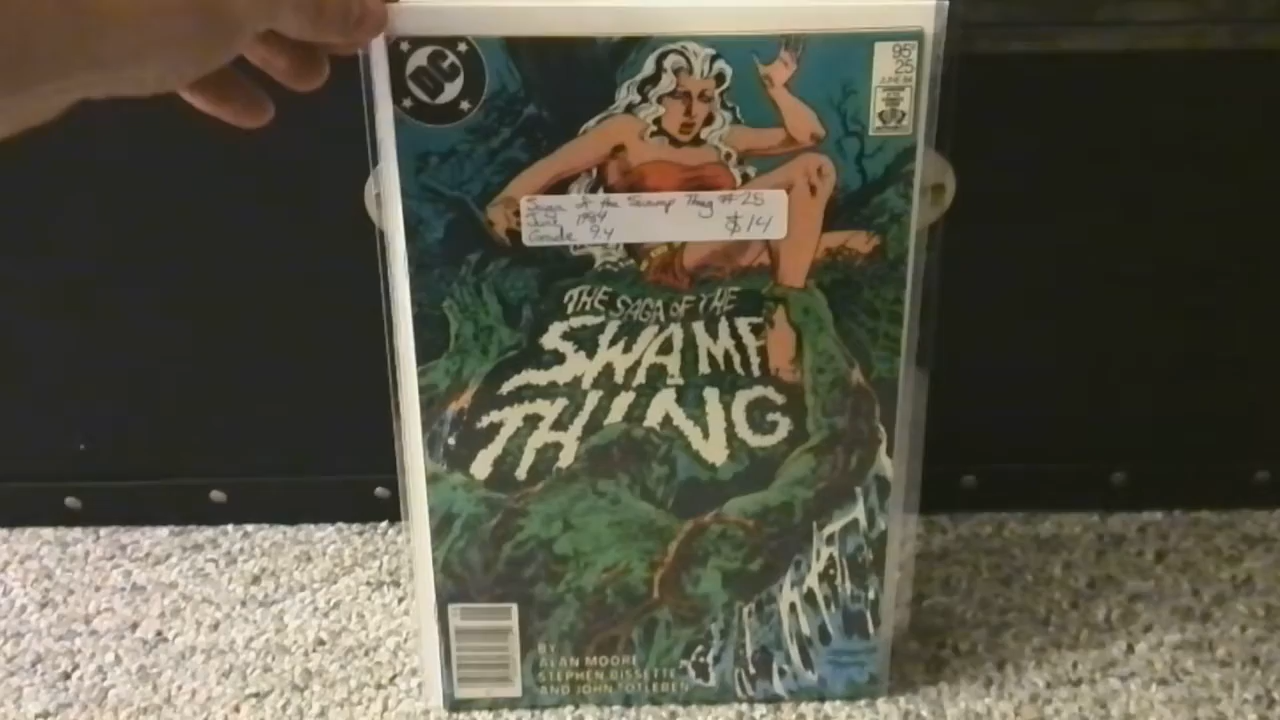 DC
95¢
25
JUNE 84
Saga of the Swamp Thing #25
June 1984 $14
Grade 9.4
THE SAGA OF THE
SWAMP
THING
BY
ALAN MOORE
STEPHEN BISSETTE
AND JOHN TOTLEBEN